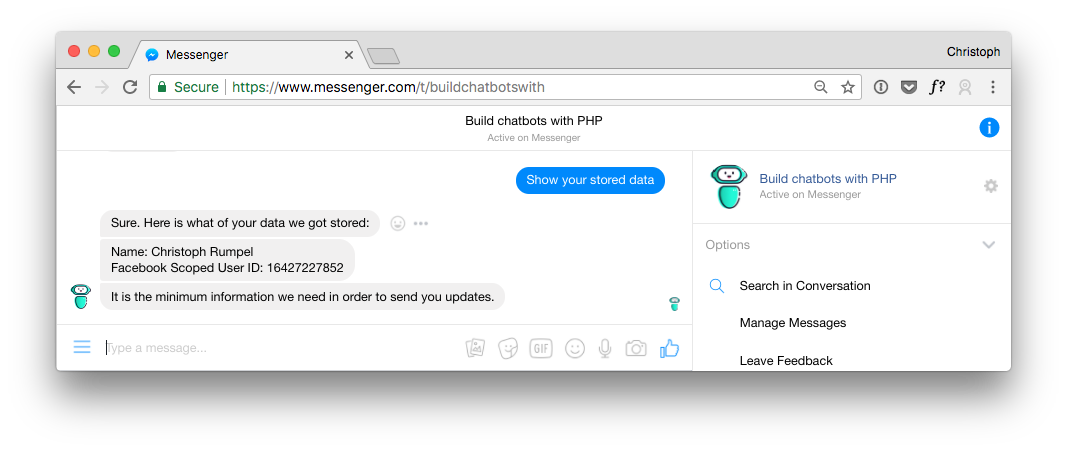 Messenger
Christoph
Secure https://www.messenger.com/t/buildchatbotswith
f?
Build chatbots with PHP
Active on Messenger
Show your stored data
Sure. Here is what of your data we got stored:
Name: Christoph Rumpel
Facebook Scoped User ID: 16427227852
It is the minimum information we need in order to send you updates.
Type a message...
GIF
Build chatbots with PHP
Active on Messenger
Options
Search in Conversation
Manage Messages
Leave Feedback